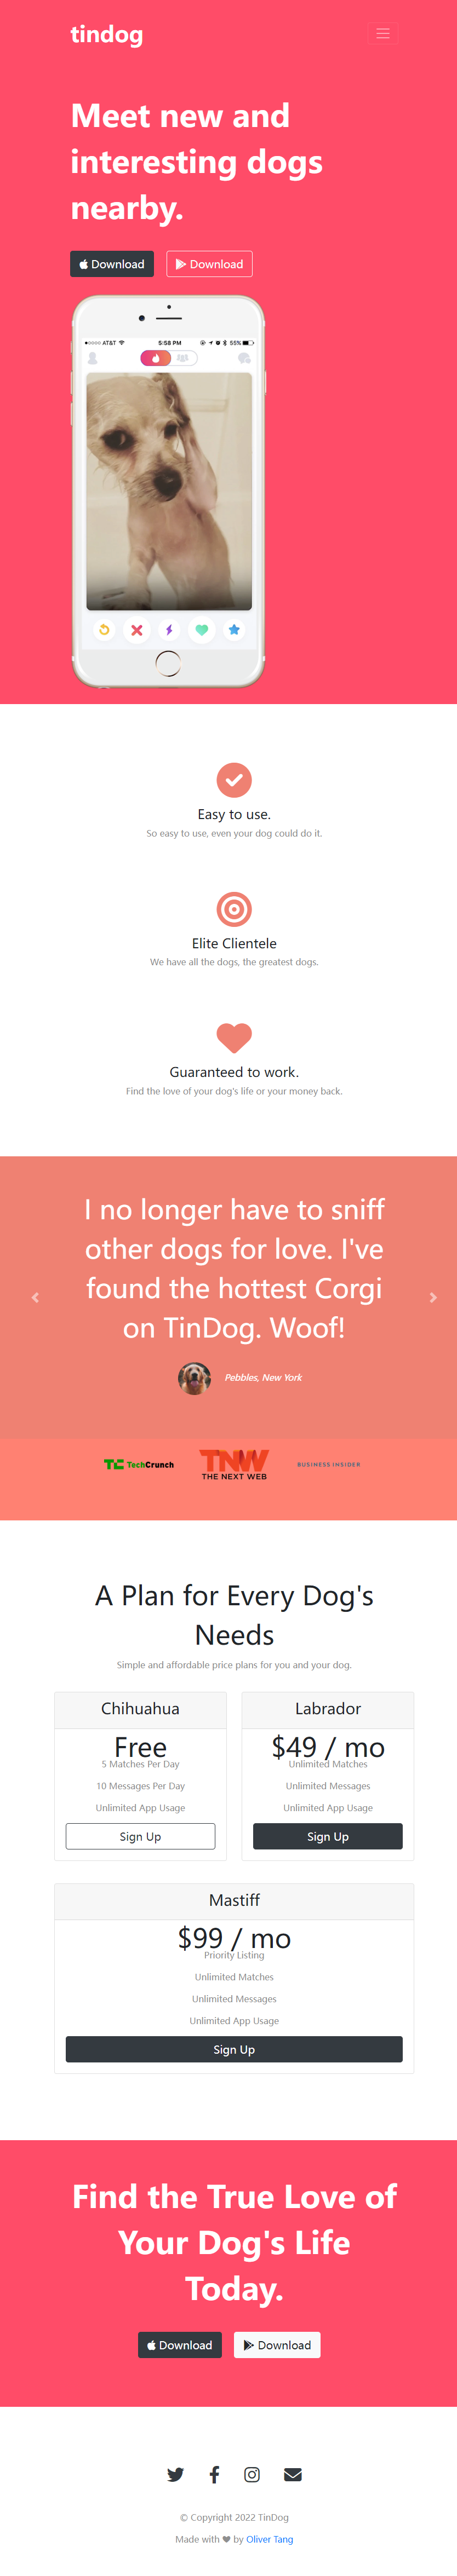 tindog
Meet new and
interesting dogs
nearby.
Download
Download
AT&T
5:58 PM
55%
Easy to use.
So easy to use, even your dog could do it.
Elite Clientele
We have all the dogs, the greatest dogs.
Guaranteed to work.
Find the love of your dog's life or your money back.
I no longer have to sniff
other dogs for love. I've
found the hottest Corgi
on TinDog. Woof!
Pebbles, New York
TC TechCrunch
TNW
THE NEXT WEB
BUSINESS INSIDER
A Plan for Every Dog's
Needs
Simple and affordable price plans for you and your dog.
Chihuahua
Free
5 Matches Per Day
10 Messages Per Day
Unlimited App Usage
Sign Up
Labrador
$49 / mo
Unlimited Matches
Unlimited Messages
Unlimited App Usage
Sign Up
Mastiff
$99 / mo
Priority Listing
Unlimited Matches
Unlimited Messages
Unlimited App Usage
Sign Up
Find the True Love of
Your Dog's Life
Today.
Download
Download
© Copyright 2022 TinDog
Made with ❤ by Oliver Tang